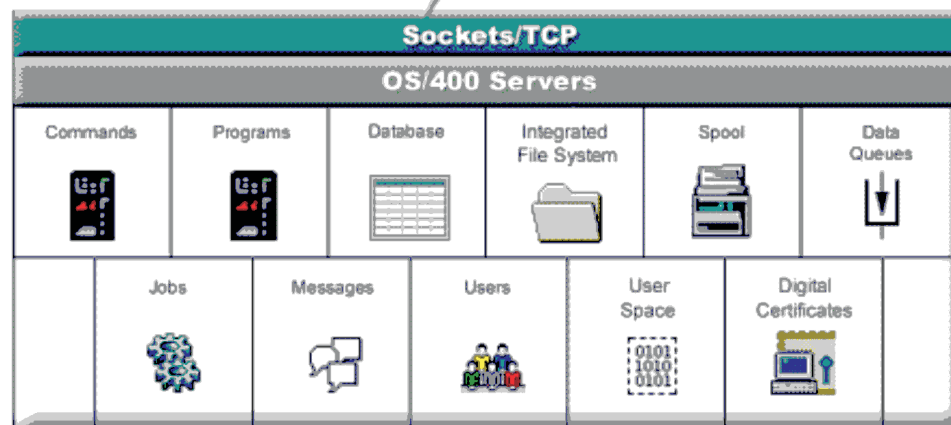 Sockets/TCP
OS/400 Servers
Commands
Programs
Database
Integrated
File System
Spool
Data
Queues
Jobs
Messages
Users
User
Space
Digital
Certificates
0101
1010
0101